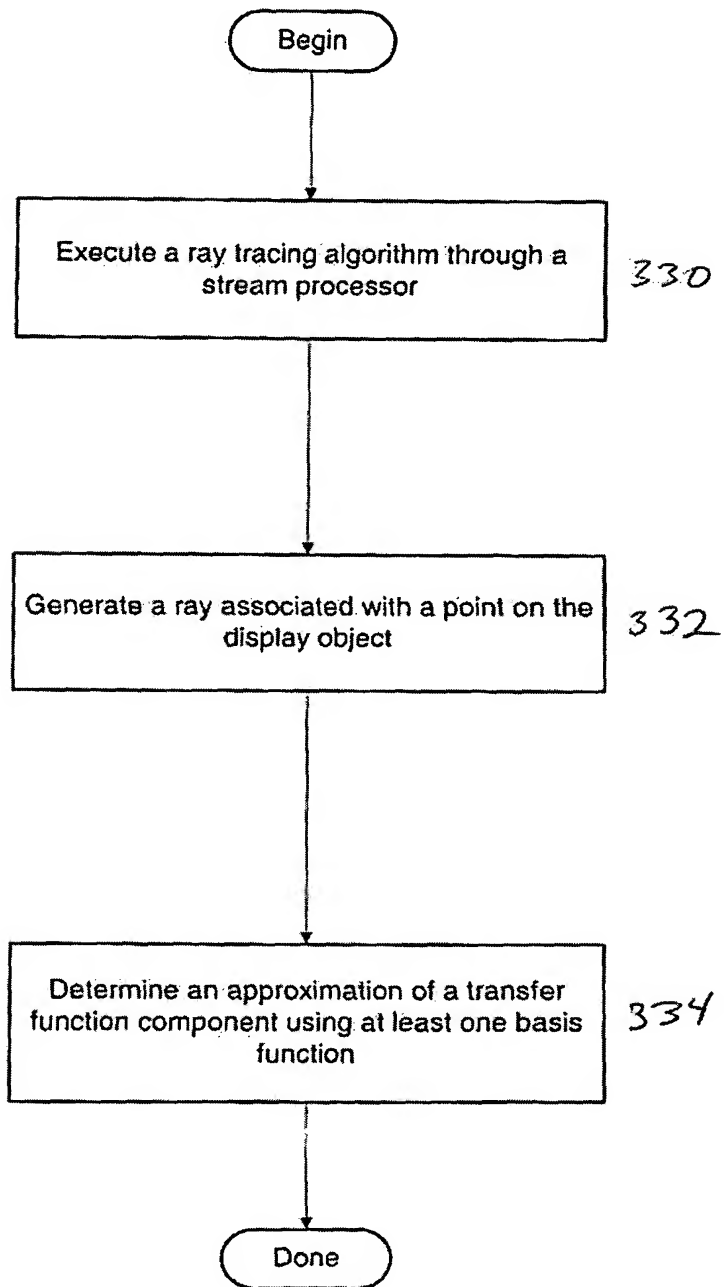 Begin
Execute a ray tracing algorithm through a
stream processor
330
Generate a ray associated with a point on the
display object
332
Determine an approximation of a transfer
function component using at least one basis
function
334
Done